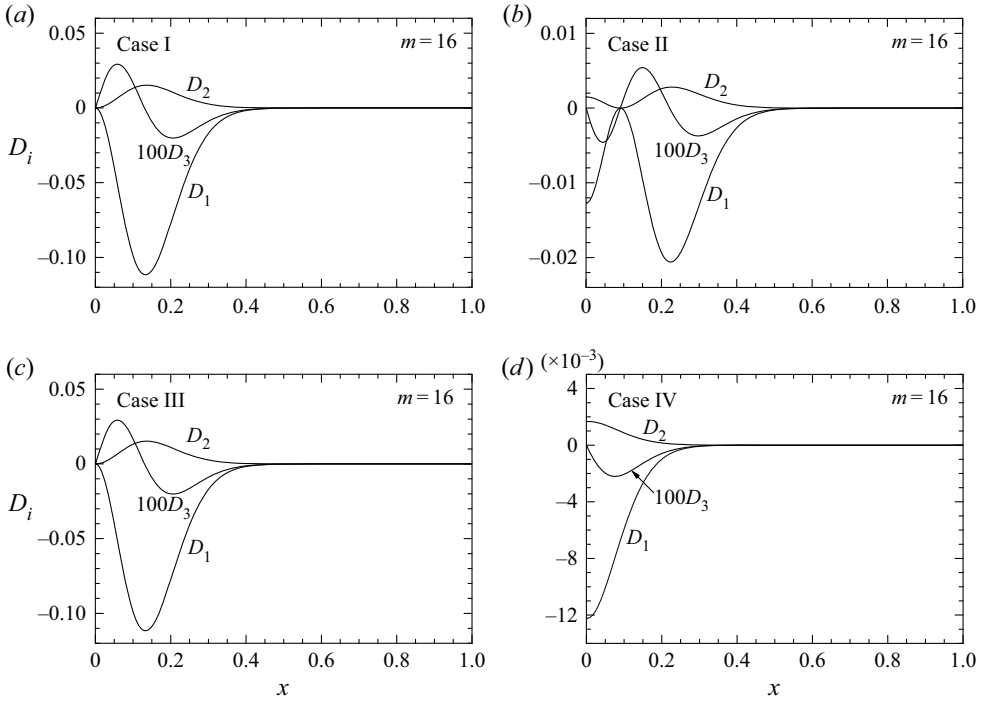 (a)
0.05
Case I
m = 16
D2
0
Di
100D3
−0.05
D1
−0.10
0 0.2 0.4 0.6 0.8 1.0
(b)
0.01
Case II
m = 16
D2
0
100D3
−0.01
D1
−0.02
0 0.2 0.4 0.6 0.8 1.0
(c)
0.05
Case III
m = 16
D2
0
Di
100D3
−0.05
D1
−0.10
0 0.2 0.4 0.6 0.8 1.0
x
(d) (×10−3)
4
Case IV
m = 16
D2
0
100D3
−4
D1
−8
−12
0 0.2 0.4 0.6 0.8 1.0
x